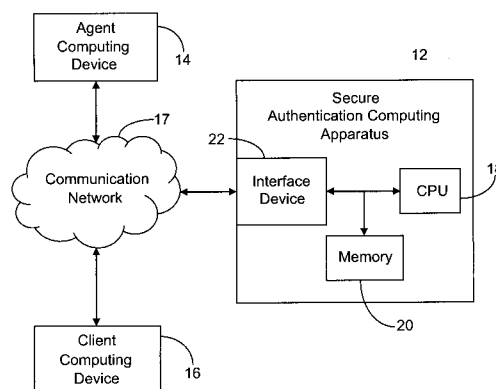 Agent
Computing
Device
14
12
Secure
Authentication Computing
Apparatus
17
22
Communication
Network
Interface
Device
CPU
18
Memory
20
Client
Computing
Device
16